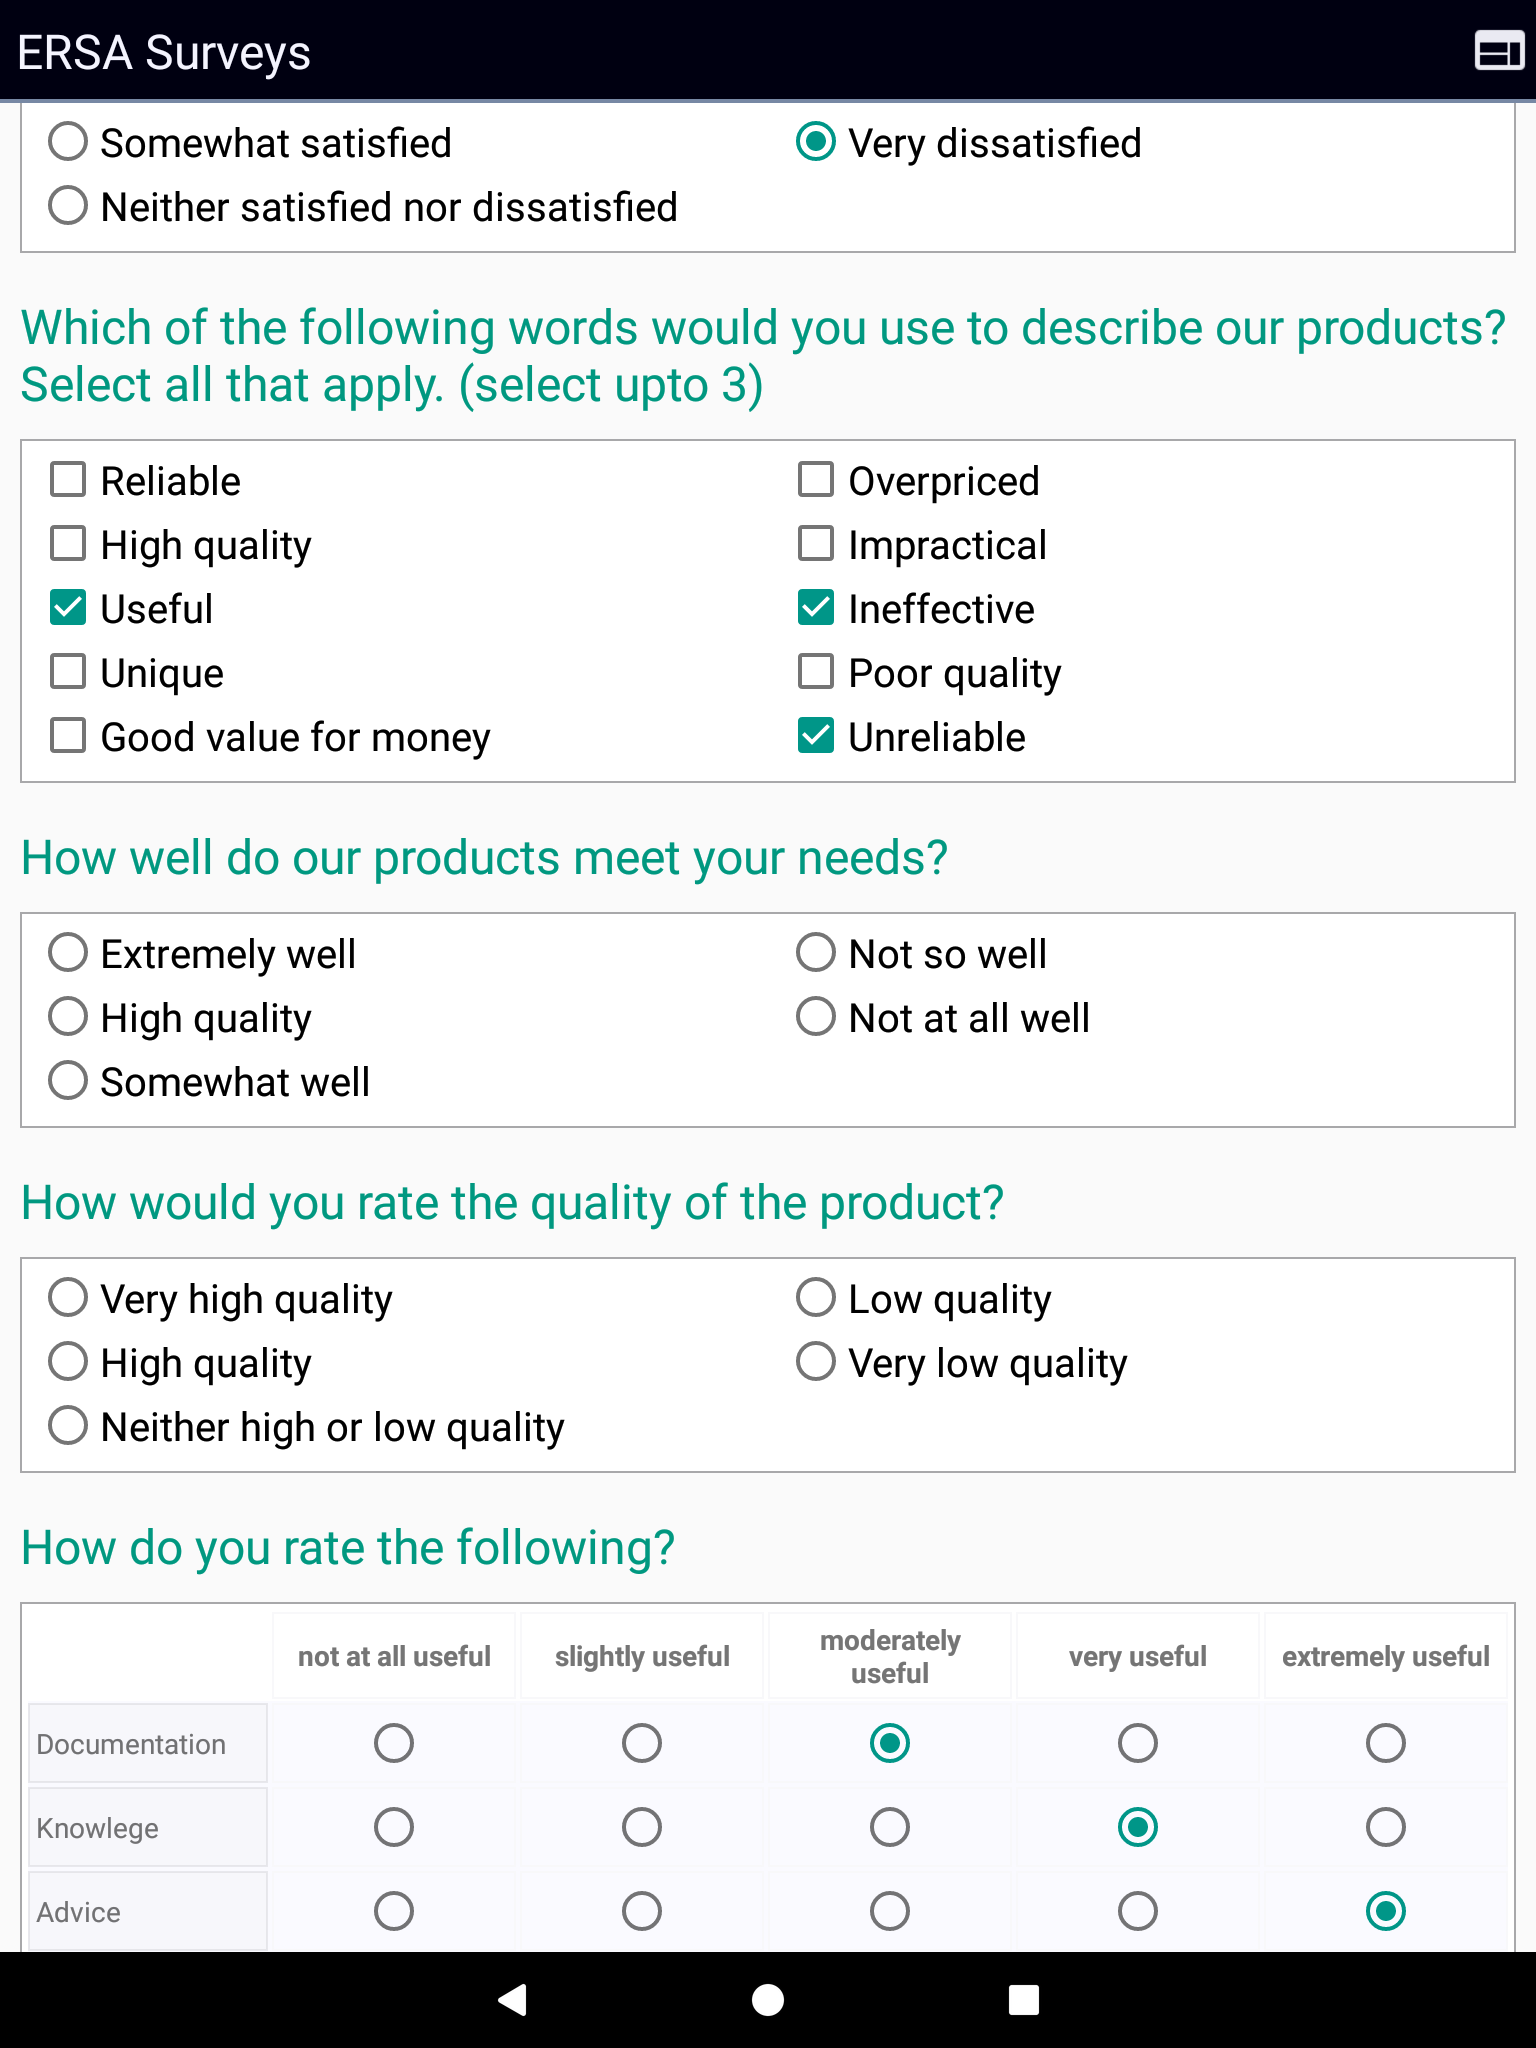 ERSA Surveys
Somewhat satisfied
Very dissatisfied
Neither satisfied nor dissatisfied
Which of the following words would you use to describe our products?
Select all that apply. (select upto 3)
Reliable
Overpriced
High quality
Impractical
Useful
Ineffective
Unique
Poor quality
Good value for money
Unreliable
How well do our products meet your needs?
Extremely well
Not so well
High quality
Not at all well
Somewhat well
How would you rate the quality of the product?
Very high quality
Low quality
High quality
Very low quality
Neither high or low quality
How do you rate the following?
not at all useful
slightly useful
moderately
useful
very useful
extremely useful
Documentation
Knowlege
Advice